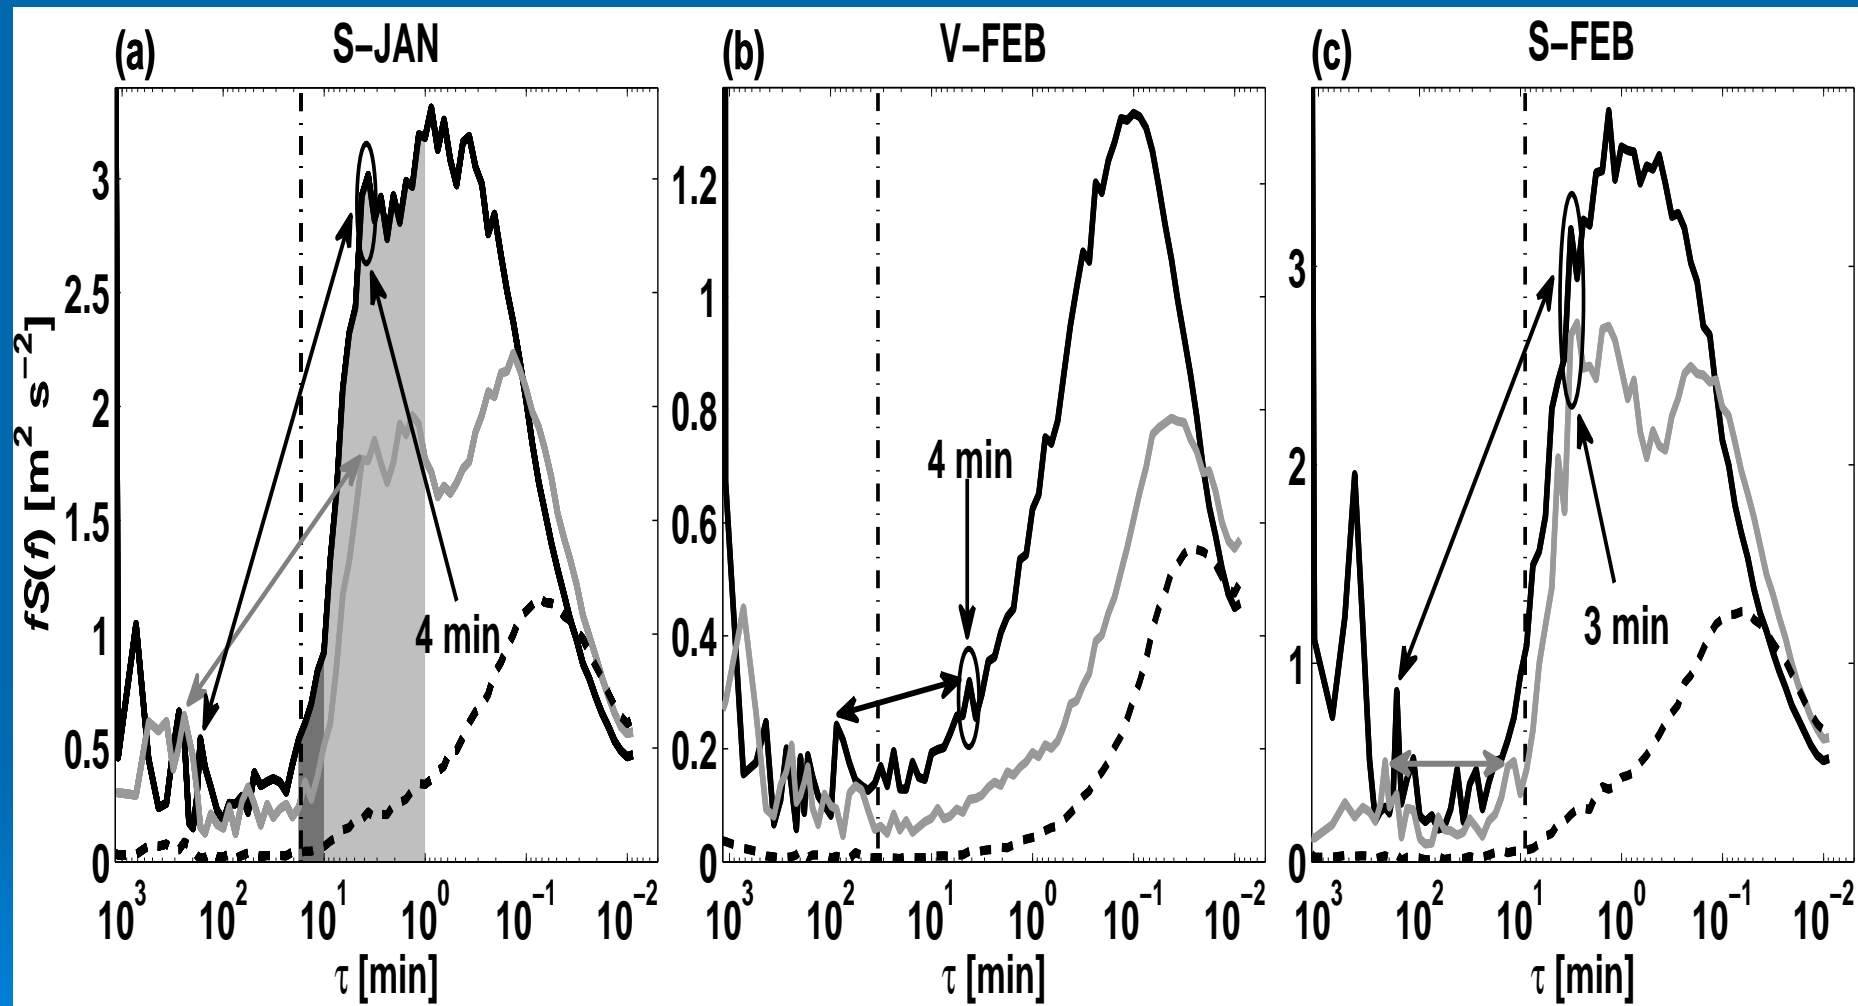 (a) S–JAN
(b) V–FEB
(c) S–FEB
fS(f) [m² s⁻²]
3
2.5
2
1.5
1
0.5
0
4 min
10³ 10² 10¹ 10⁰ 10⁻¹ 10⁻²
τ [min]
1.2
1
0.8
0.6
0.4
0.2
0
4 min
10³ 10² 10¹ 10⁰ 10⁻¹ 10⁻²
τ [min]
3
2
1
0
3 min
10³ 10² 10¹ 10⁰ 10⁻¹ 10⁻²
τ [min]